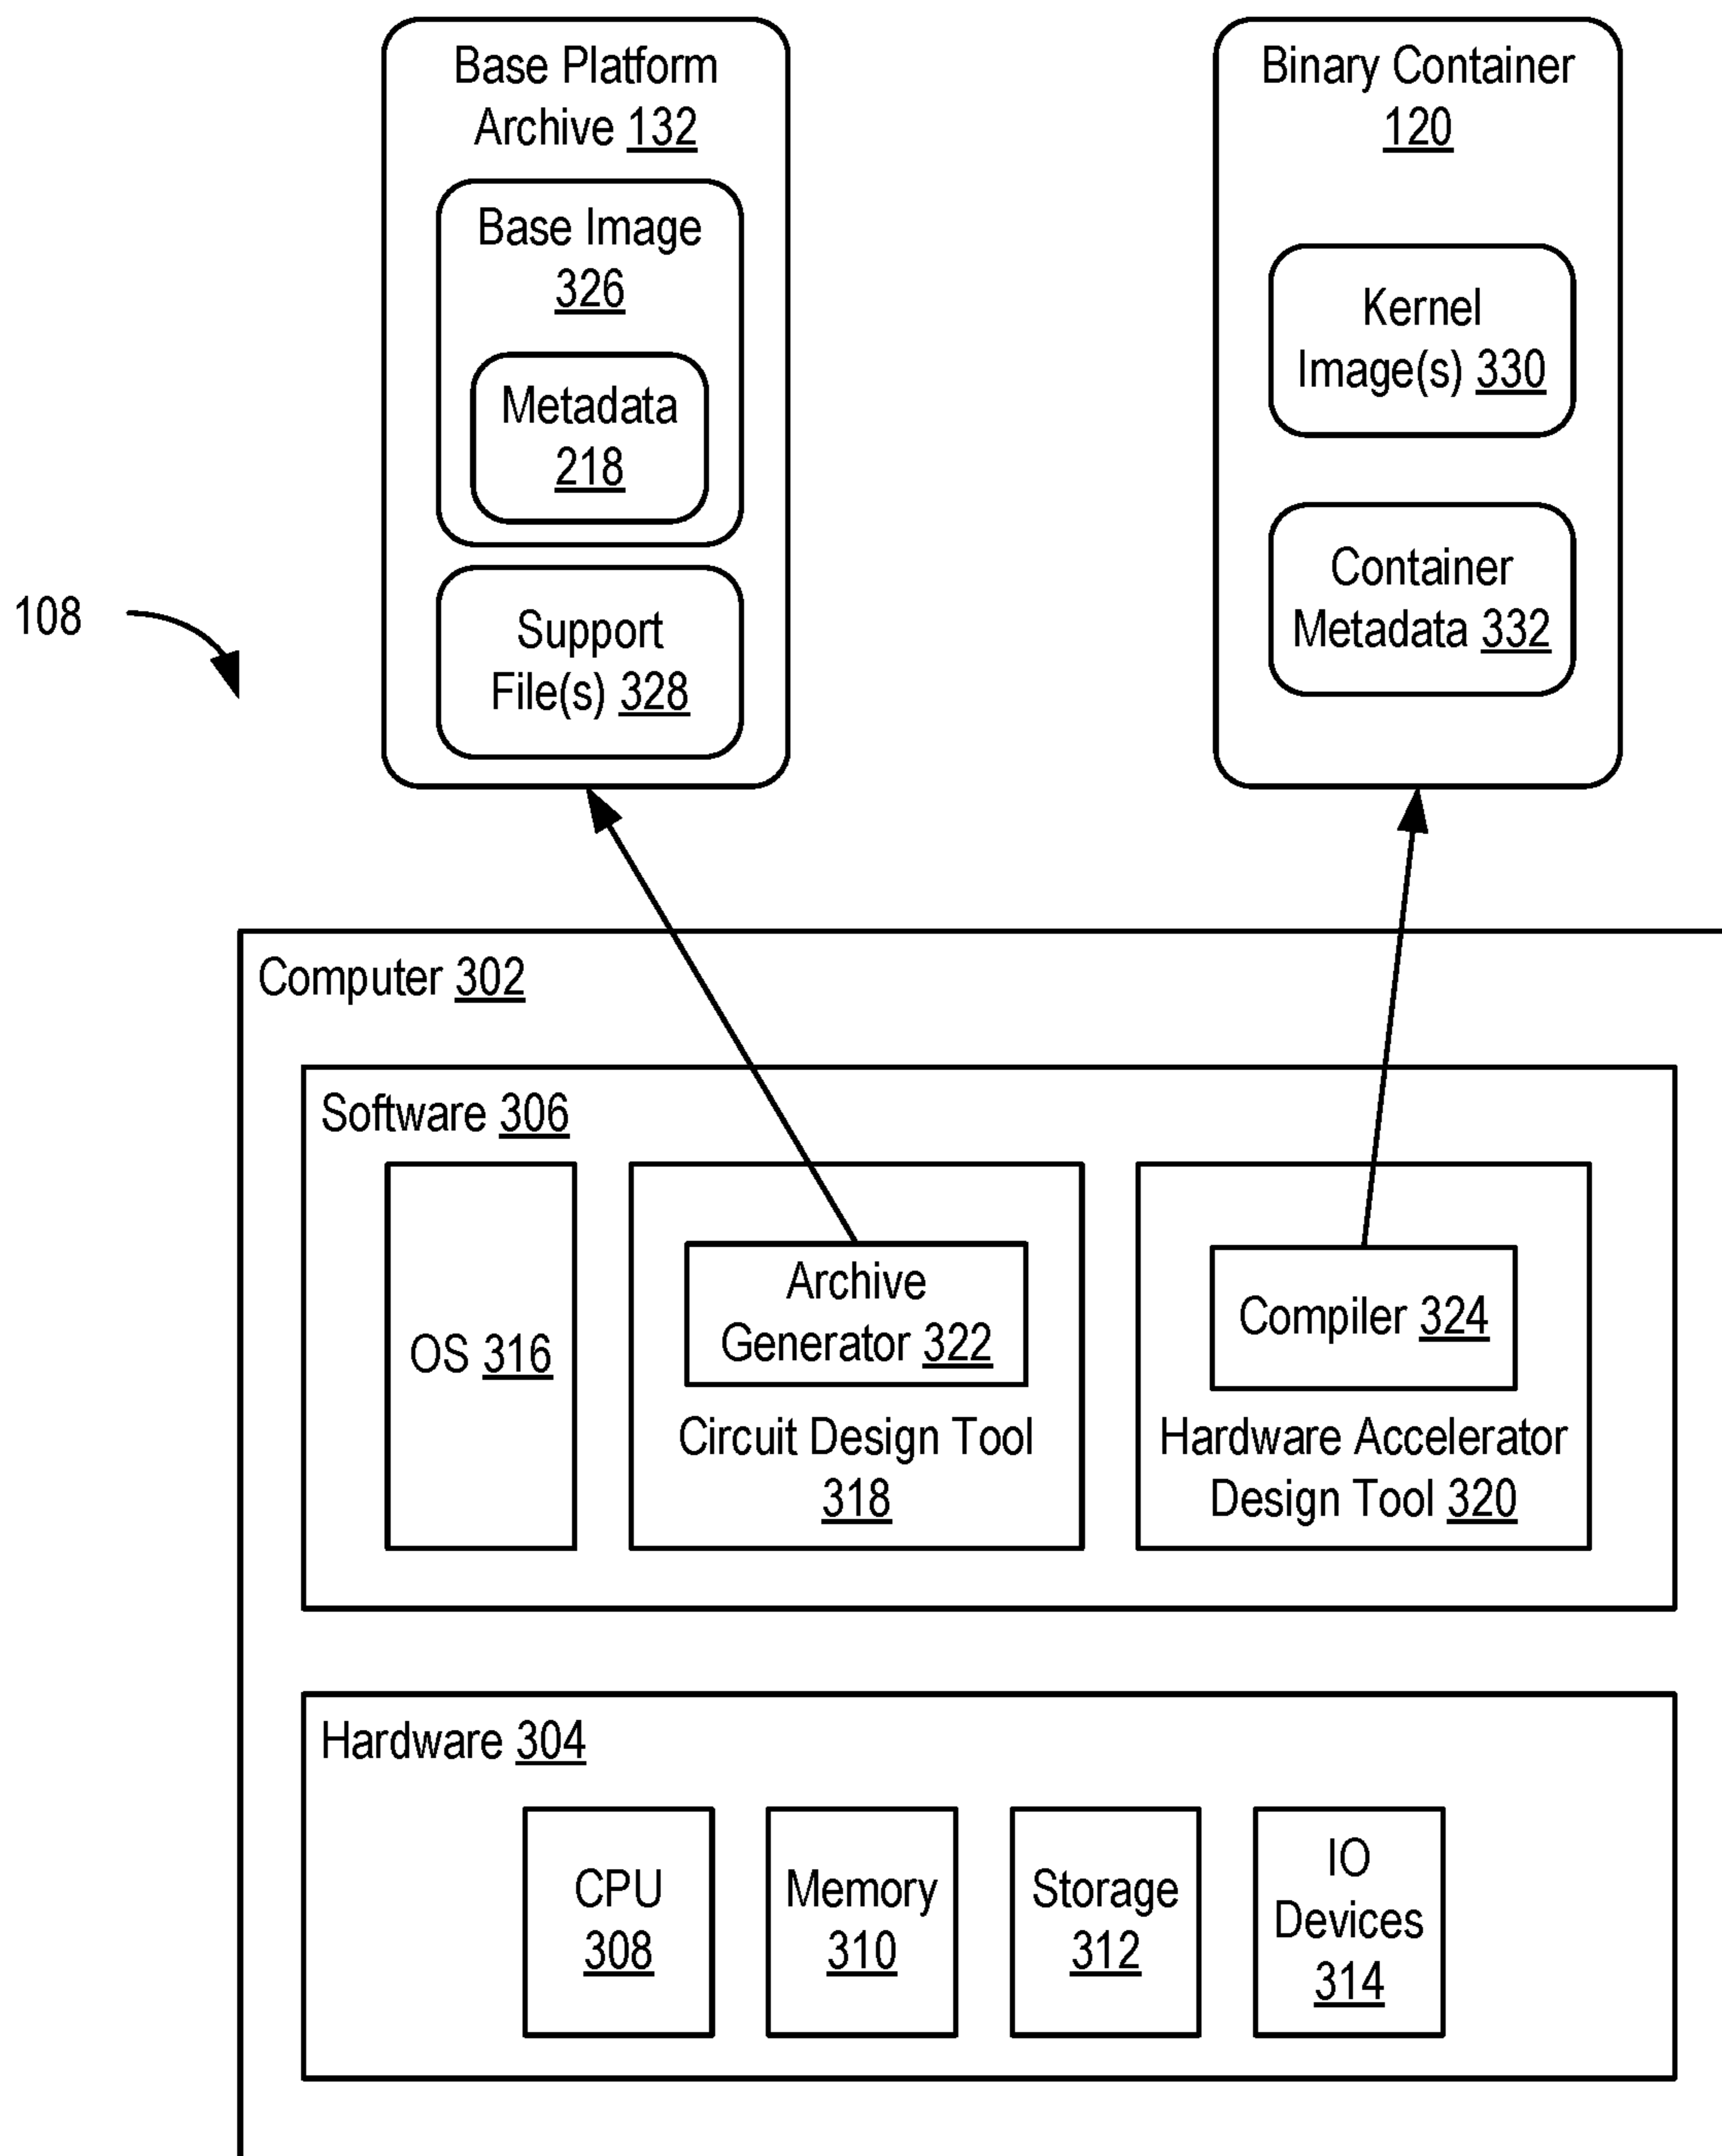 Base Platform
Archive 132
Base Image
326
Metadata
218
Support
File(s) 328
Binary Container
120
Kernel
Image(s) 330
Container
Metadata 332
108
Computer 302
Software 306
OS 316
Archive
Generator 322
Circuit Design Tool
318
Compiler 324
Hardware Accelerator
Design Tool 320
Hardware 304
CPU
308
Memory
310
Storage
312
IO
Devices
314